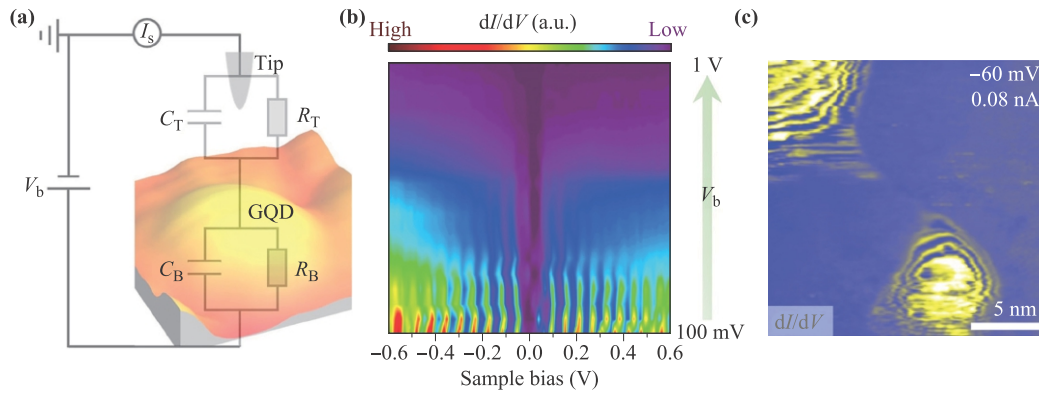 (a)
I_s
Tip
C_T
R_T
V_b
GQD
C_B
R_B
(b)
dI/dV (a.u.)
High
Low
1 V
V_b
100 mV
−0.6 −0.4 −0.2 0.0 0.2 0.4 0.6
Sample bias (V)
(c)
−60 mV
0.08 nA
5 nm
dI/dV